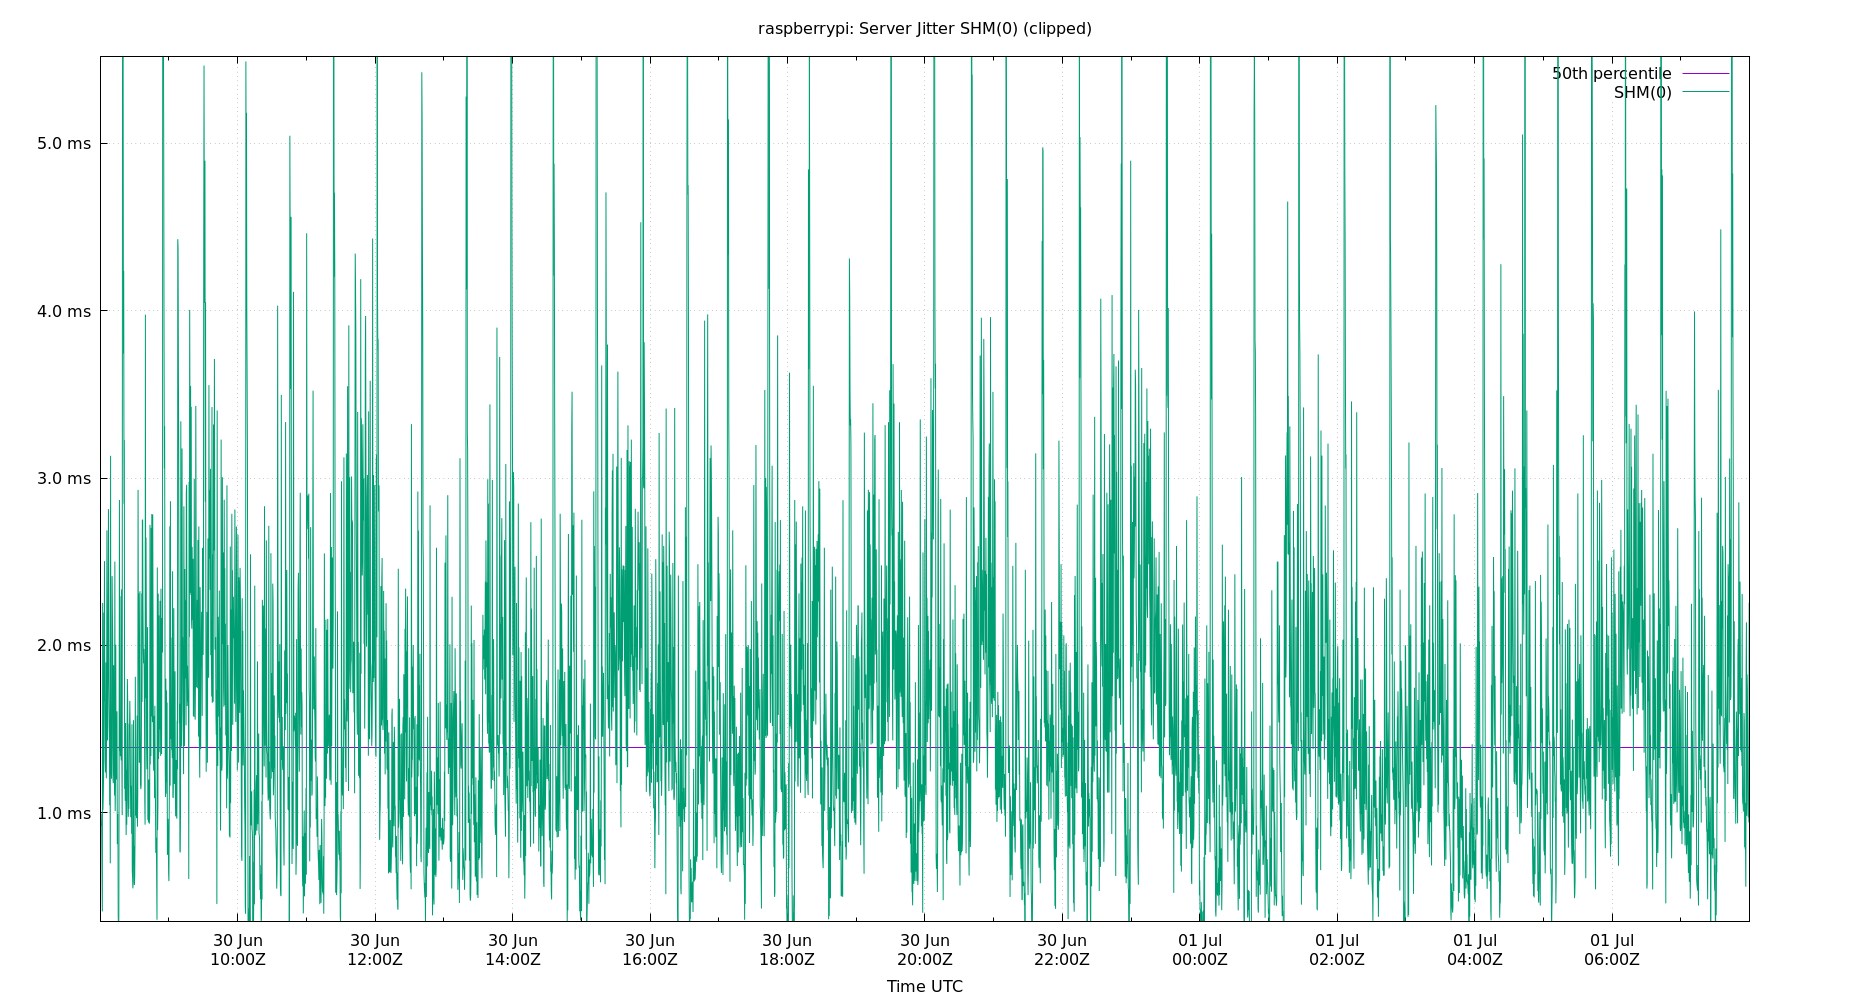 raspberrypi: Server Jitter SHM(0) (clipped)
50th percentile
SHM(0)
5.0 ms
4.0 ms
3.0 ms
2.0 ms
1.0 ms
30 Jun 30 Jun 30 Jun 30 Jun 30 Jun 30 Jun 30 Jun 01 Jul 01 Jul 01 Jul 01 Jul
10:00Z 12:00Z 14:00Z 16:00Z 18:00Z 20:00Z 22:00Z 00:00Z 02:00Z 04:00Z 06:00Z
Time UTC